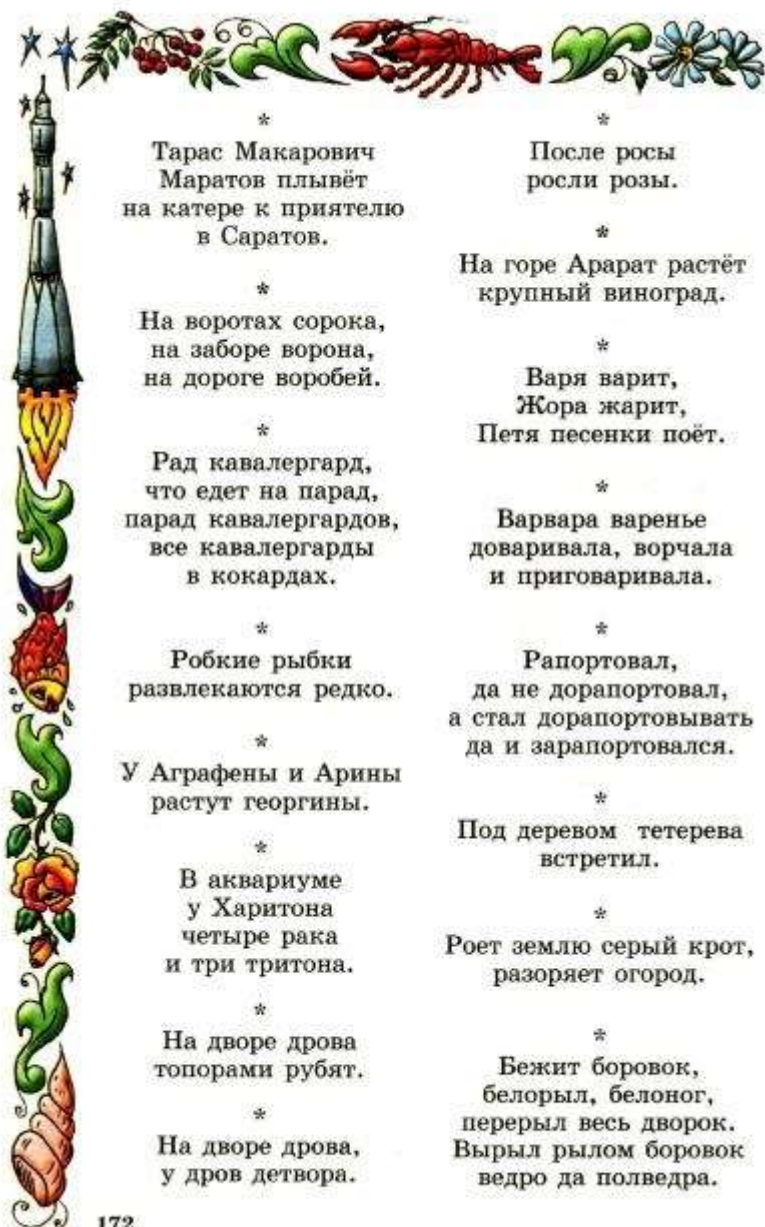 *
Тарас Макарович
Маратов плывёт
на катере к приятелю
в Саратов.
*
На воротах сорока,
на заборе ворона,
на дороге воробей.
*
Рад кавалергард,
что едет на парад,
парад кавалергардов,
все кавалергарды
в кокардах.
*
Робкие рыбки
развлекаются редко.
*
У Аграфены и Арины
растут георгины.
*
В аквариуме
у Харитона
четыре рака
и три тритона.
*
На дворе дрова
топорами рубят.
*
На дворе дрова,
у дров детвора.
*
После росы
росли розы.
*
На горе Арарат растёт
крупный виноград.
*
Варя варит,
Жора жарит,
Петя песенки поёт.
*
Варвара варенье
доваривала, ворчала
и приговаривала.
*
Рапортовал,
да не дорапортовал,
а стал дорапортовывать
да и зарапортовался.
*
Под деревом тетерева
встретил.
*
Роет землю серый крот,
разоряет огород.
*
Бежит боровок,
белорыл, белоног,
перерыл весь дворок.
Вырыл рылом боровок
ведро да полведра.
172